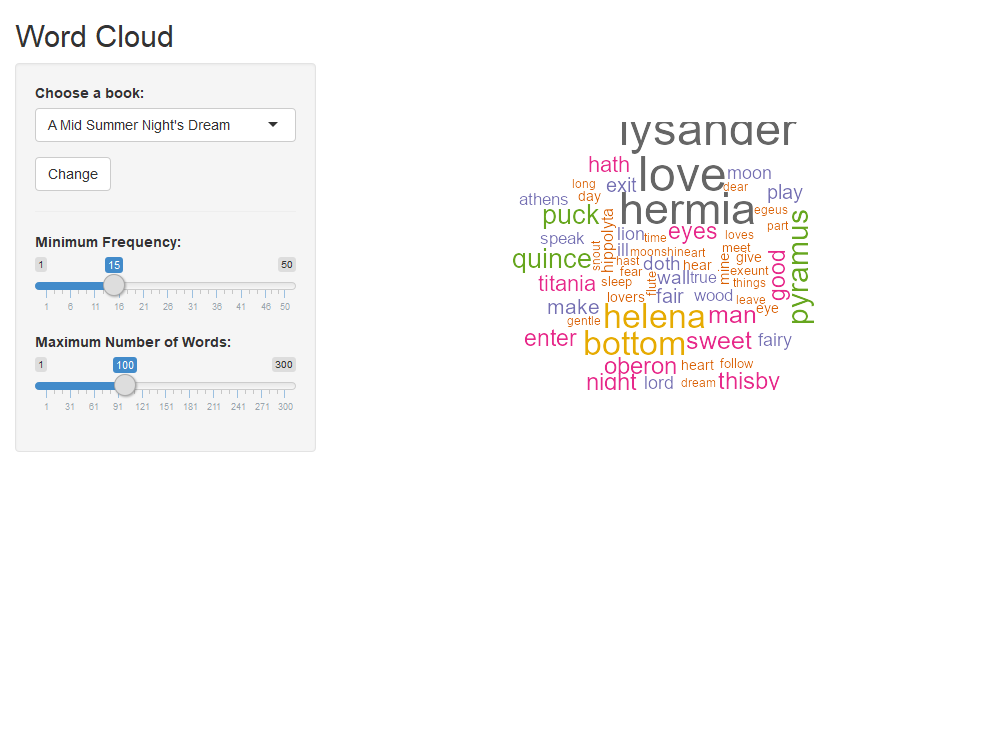 Word Cloud
Choose a book:
A Mid Summer Night's Dream
Change
Minimum Frequency:
1 15 50
1 6 11 16 21 26 31 36 41 46 50
Maximum Number of Words:
1 100 300
1 31 61 91 121 151 181 211 241 271 300
lysander
hath love moon
long exit dear
athens day play
puck hermia egeus
part
speak hippolyta lion time eyes loves pyramus
snout ill moonshine art meet
quince hast doth hear mine give good
fear exeunt
titania sleep flute wall true things
lovers fair wood leave
make eye
gentle helena man
enter bottom sweet fairy
oberon heart follow
night lord dream thisby